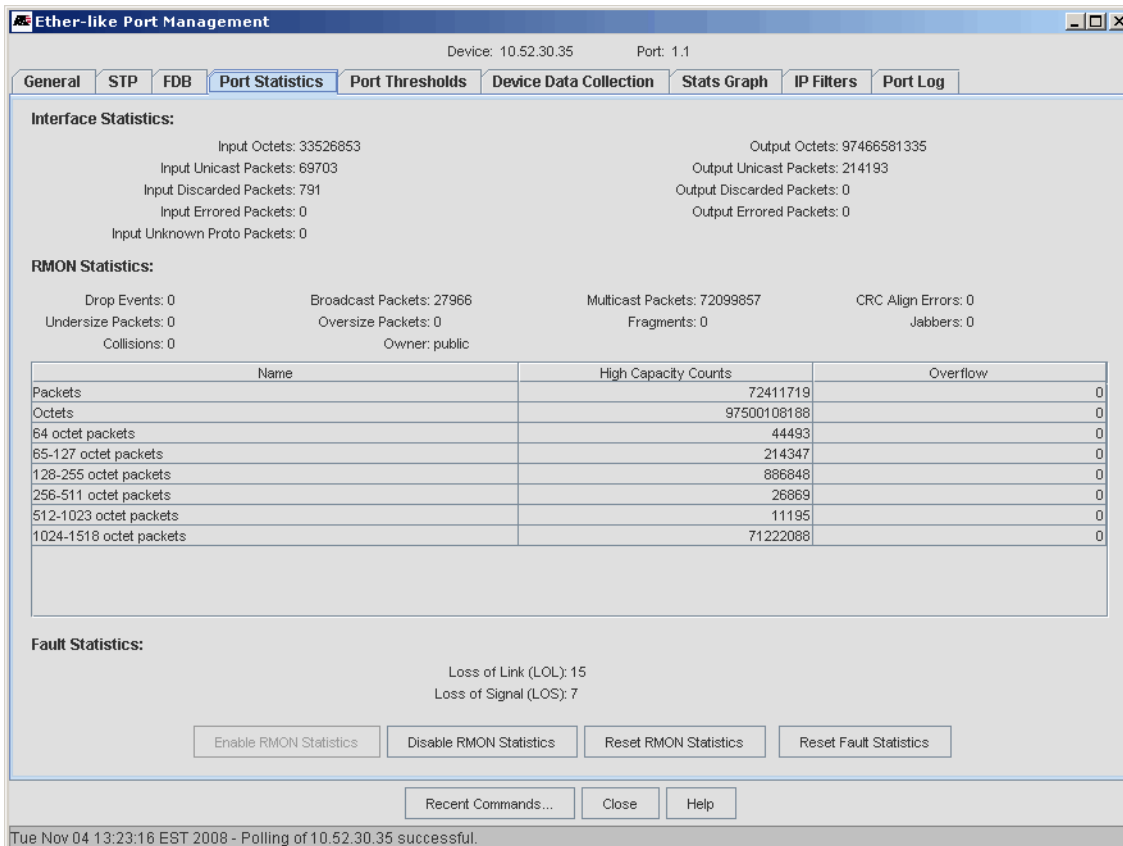 Ether-like Port Management
Device: 10.52.30.35 Port: 1.1
General STP FDB Port Statistics Port Thresholds Device Data Collection Stats Graph IP Filters Port Log
Interface Statistics:
Input Octets: 33526853 Output Octets: 97466581335
Input Unicast Packets: 69703 Output Unicast Packets: 214193
Input Discarded Packets: 791 Output Discarded Packets: 0
Input Errored Packets: 0 Output Errored Packets: 0
Input Unknown Proto Packets: 0
RMON Statistics:
Drop Events: 0 Broadcast Packets: 27966 Multicast Packets: 72099857 CRC Align Errors: 0
Undersize Packets: 0 Oversize Packets: 0 Fragments: 0 Jabbers: 0
Collisions: 0 Owner: public
Name High Capacity Counts Overflow
Packets 72411719 0
Octets 97500108188 0
64 octet packets 44493 0
65-127 octet packets 214347 0
128-255 octet packets 886848 0
256-511 octet packets 26869 0
512-1023 octet packets 11195 0
1024-1518 octet packets 71222088 0
Fault Statistics:
Loss of Link (LOL): 15
Loss of Signal (LOS): 7
Enable RMON Statistics Disable RMON Statistics Reset RMON Statistics Reset Fault Statistics
Recent Commands... Close Help
Tue Nov 04 13:23:16 EST 2008 - Polling of 10.52.30.35 successful.